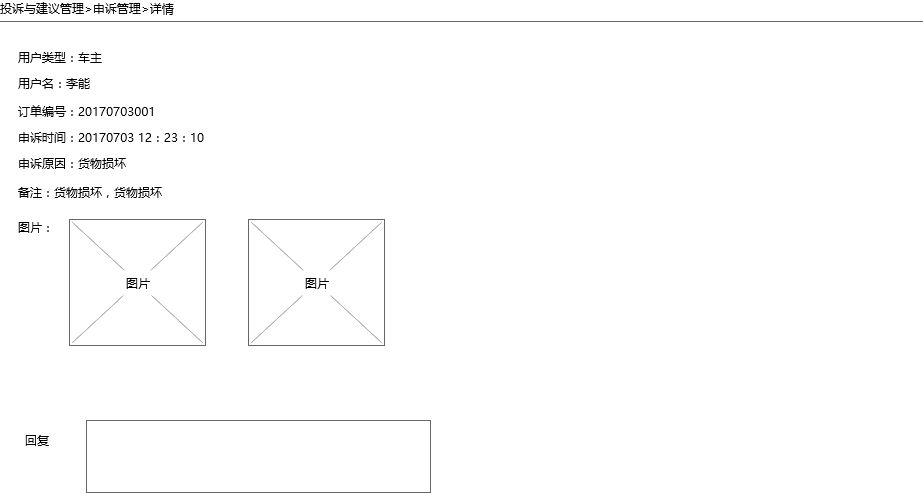 投诉与建议管理>申诉管理>详情
用户类型：车主
用户名：李能
订单编号：20170703001
申诉时间：20170703 12：23：10
申诉原因：货物损坏
备注：货物损坏，货物损坏
图片：
图片
图片
回复